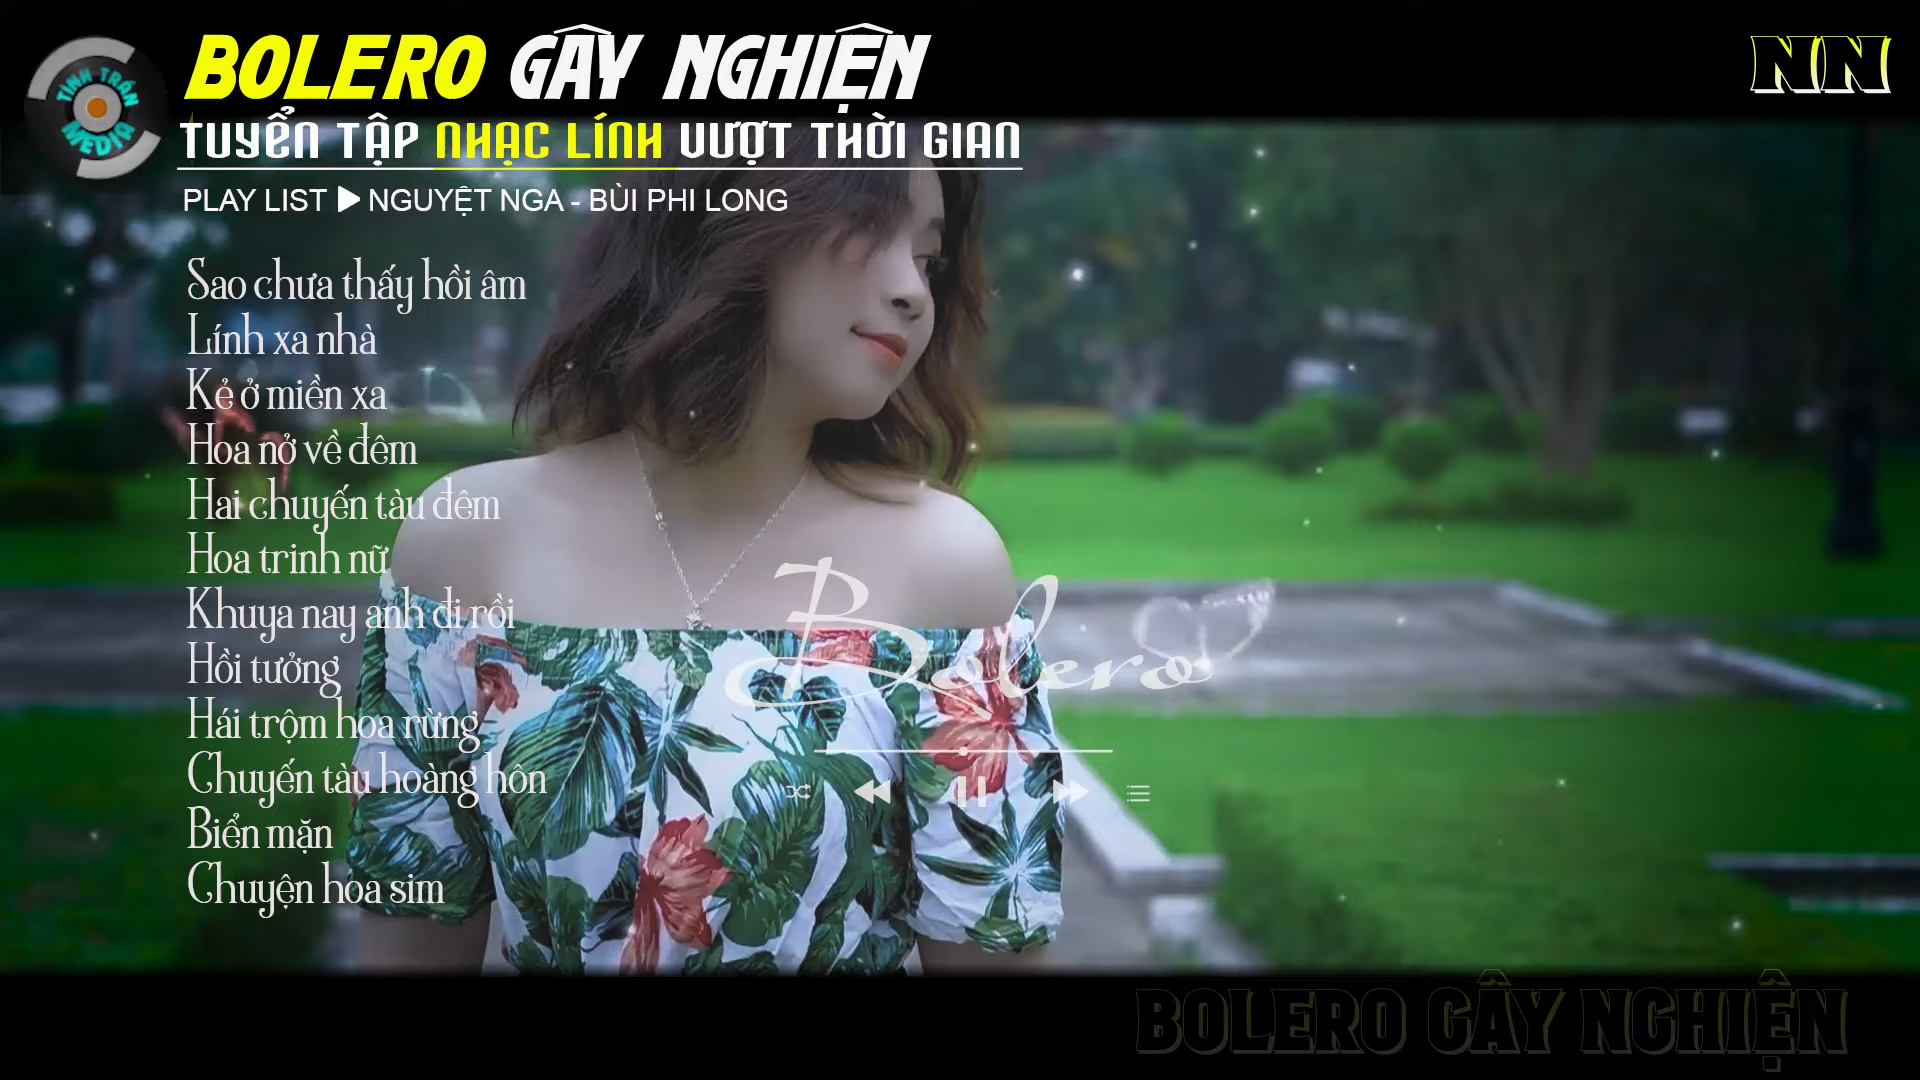 TÌNH TRẦN
MEDIA
BOLERO GÂY NGHIỆN
NN
TUYỂN TẬP NHẠC LÍNH VƯỢT THỜI GIAN
PLAY LIST ▶ NGUYỆT NGA - BÙI PHI LONG
Sao chưa thấy hồi âm
Lính xa nhà
Kẻ ở miền xa
Hoa nở về đêm
Hai chuyến tàu đêm
Hoa trinh nữ
Khuya nay anh đi rồi
Hồi tưởng
Hái trộm hoa rừng
Chuyến tàu hoàng hôn
Biển mặn
Chuyện hoa sim
Bolero
BOLERO GÂY NGHIỆN